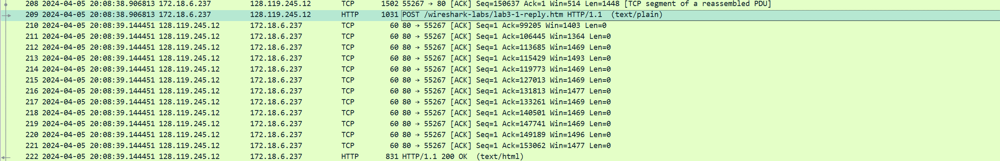 208 2024-04-05 20:08:38.906813 172.18.6.237 128.119.245.12 TCP 1502 55267 → 80 [ACK] Seq=150637 Ack=1 Win=514 Len=1448 [TCP segment of a reassembled PDU]
209 2024-04-05 20:08:38.906813 172.18.6.237 128.119.245.12 HTTP 1031 POST /wireshark-labs/lab3-1-reply.htm HTTP/1.1 (text/plain)
210 2024-04-05 20:08:39.144451 128.119.245.12 172.18.6.237 TCP 60 80 → 55267 [ACK] Seq=1 Ack=99205 Win=1403 Len=0
211 2024-04-05 20:08:39.144451 128.119.245.12 172.18.6.237 TCP 60 80 → 55267 [ACK] Seq=1 Ack=106445 Win=1364 Len=0
212 2024-04-05 20:08:39.144451 128.119.245.12 172.18.6.237 TCP 60 80 → 55267 [ACK] Seq=1 Ack=113685 Win=1469 Len=0
213 2024-04-05 20:08:39.144451 128.119.245.12 172.18.6.237 TCP 60 80 → 55267 [ACK] Seq=1 Ack=115429 Win=1493 Len=0
214 2024-04-05 20:08:39.144451 128.119.245.12 172.18.6.237 TCP 60 80 → 55267 [ACK] Seq=1 Ack=119773 Win=1469 Len=0
215 2024-04-05 20:08:39.144451 128.119.245.12 172.18.6.237 TCP 60 80 → 55267 [ACK] Seq=1 Ack=127013 Win=1469 Len=0
216 2024-04-05 20:08:39.144451 128.119.245.12 172.18.6.237 TCP 60 80 → 55267 [ACK] Seq=1 Ack=131813 Win=1477 Len=0
217 2024-04-05 20:08:39.144451 128.119.245.12 172.18.6.237 TCP 60 80 → 55267 [ACK] Seq=1 Ack=133261 Win=1469 Len=0
218 2024-04-05 20:08:39.144451 128.119.245.12 172.18.6.237 TCP 60 80 → 55267 [ACK] Seq=1 Ack=140501 Win=1469 Len=0
219 2024-04-05 20:08:39.144451 128.119.245.12 172.18.6.237 TCP 60 80 → 55267 [ACK] Seq=1 Ack=147741 Win=1469 Len=0
220 2024-04-05 20:08:39.144451 128.119.245.12 172.18.6.237 TCP 60 80 → 55267 [ACK] Seq=1 Ack=149189 Win=1496 Len=0
221 2024-04-05 20:08:39.144451 128.119.245.12 172.18.6.237 TCP 60 80 → 55267 [ACK] Seq=1 Ack=153062 Win=1477 Len=0
222 2024-04-05 20:08:39.144451 128.119.245.12 172.18.6.237 HTTP 831 HTTP/1.1 200 OK (text/html)